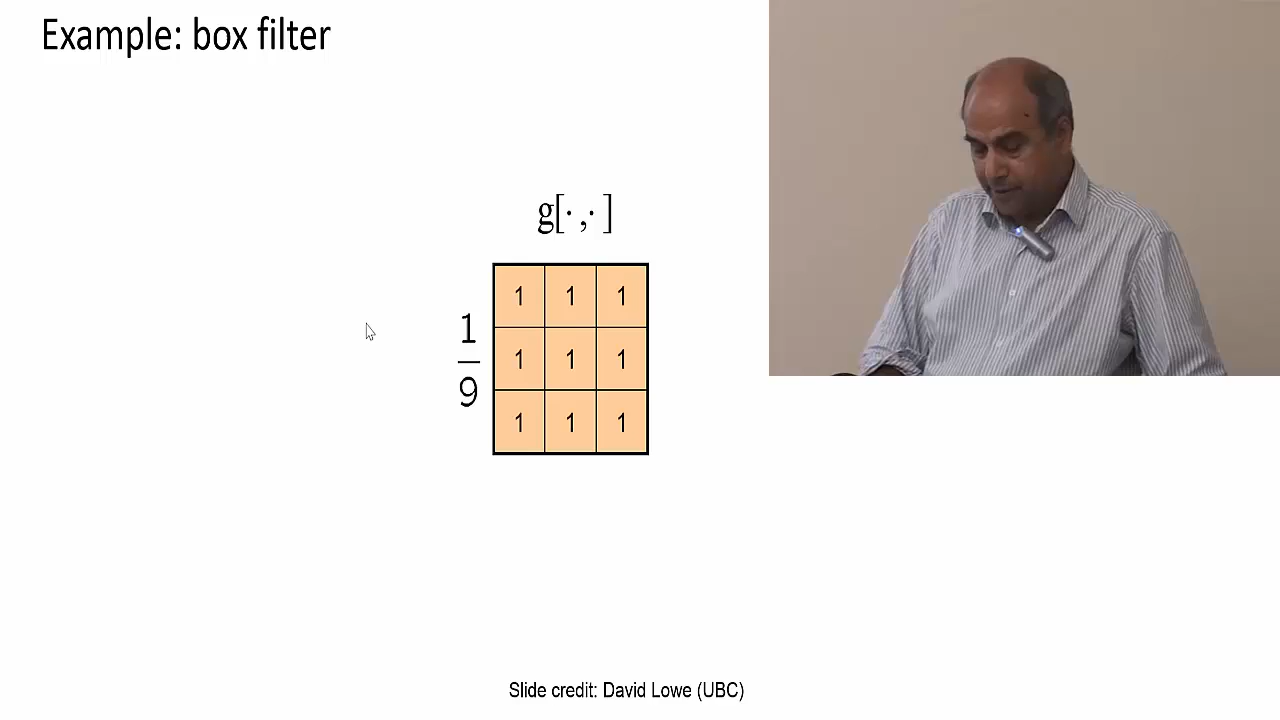 Example: box filter
g[· ,· ]
1
9
1 1 1
1 1 1
1 1 1
Slide credit: David Lowe (UBC)